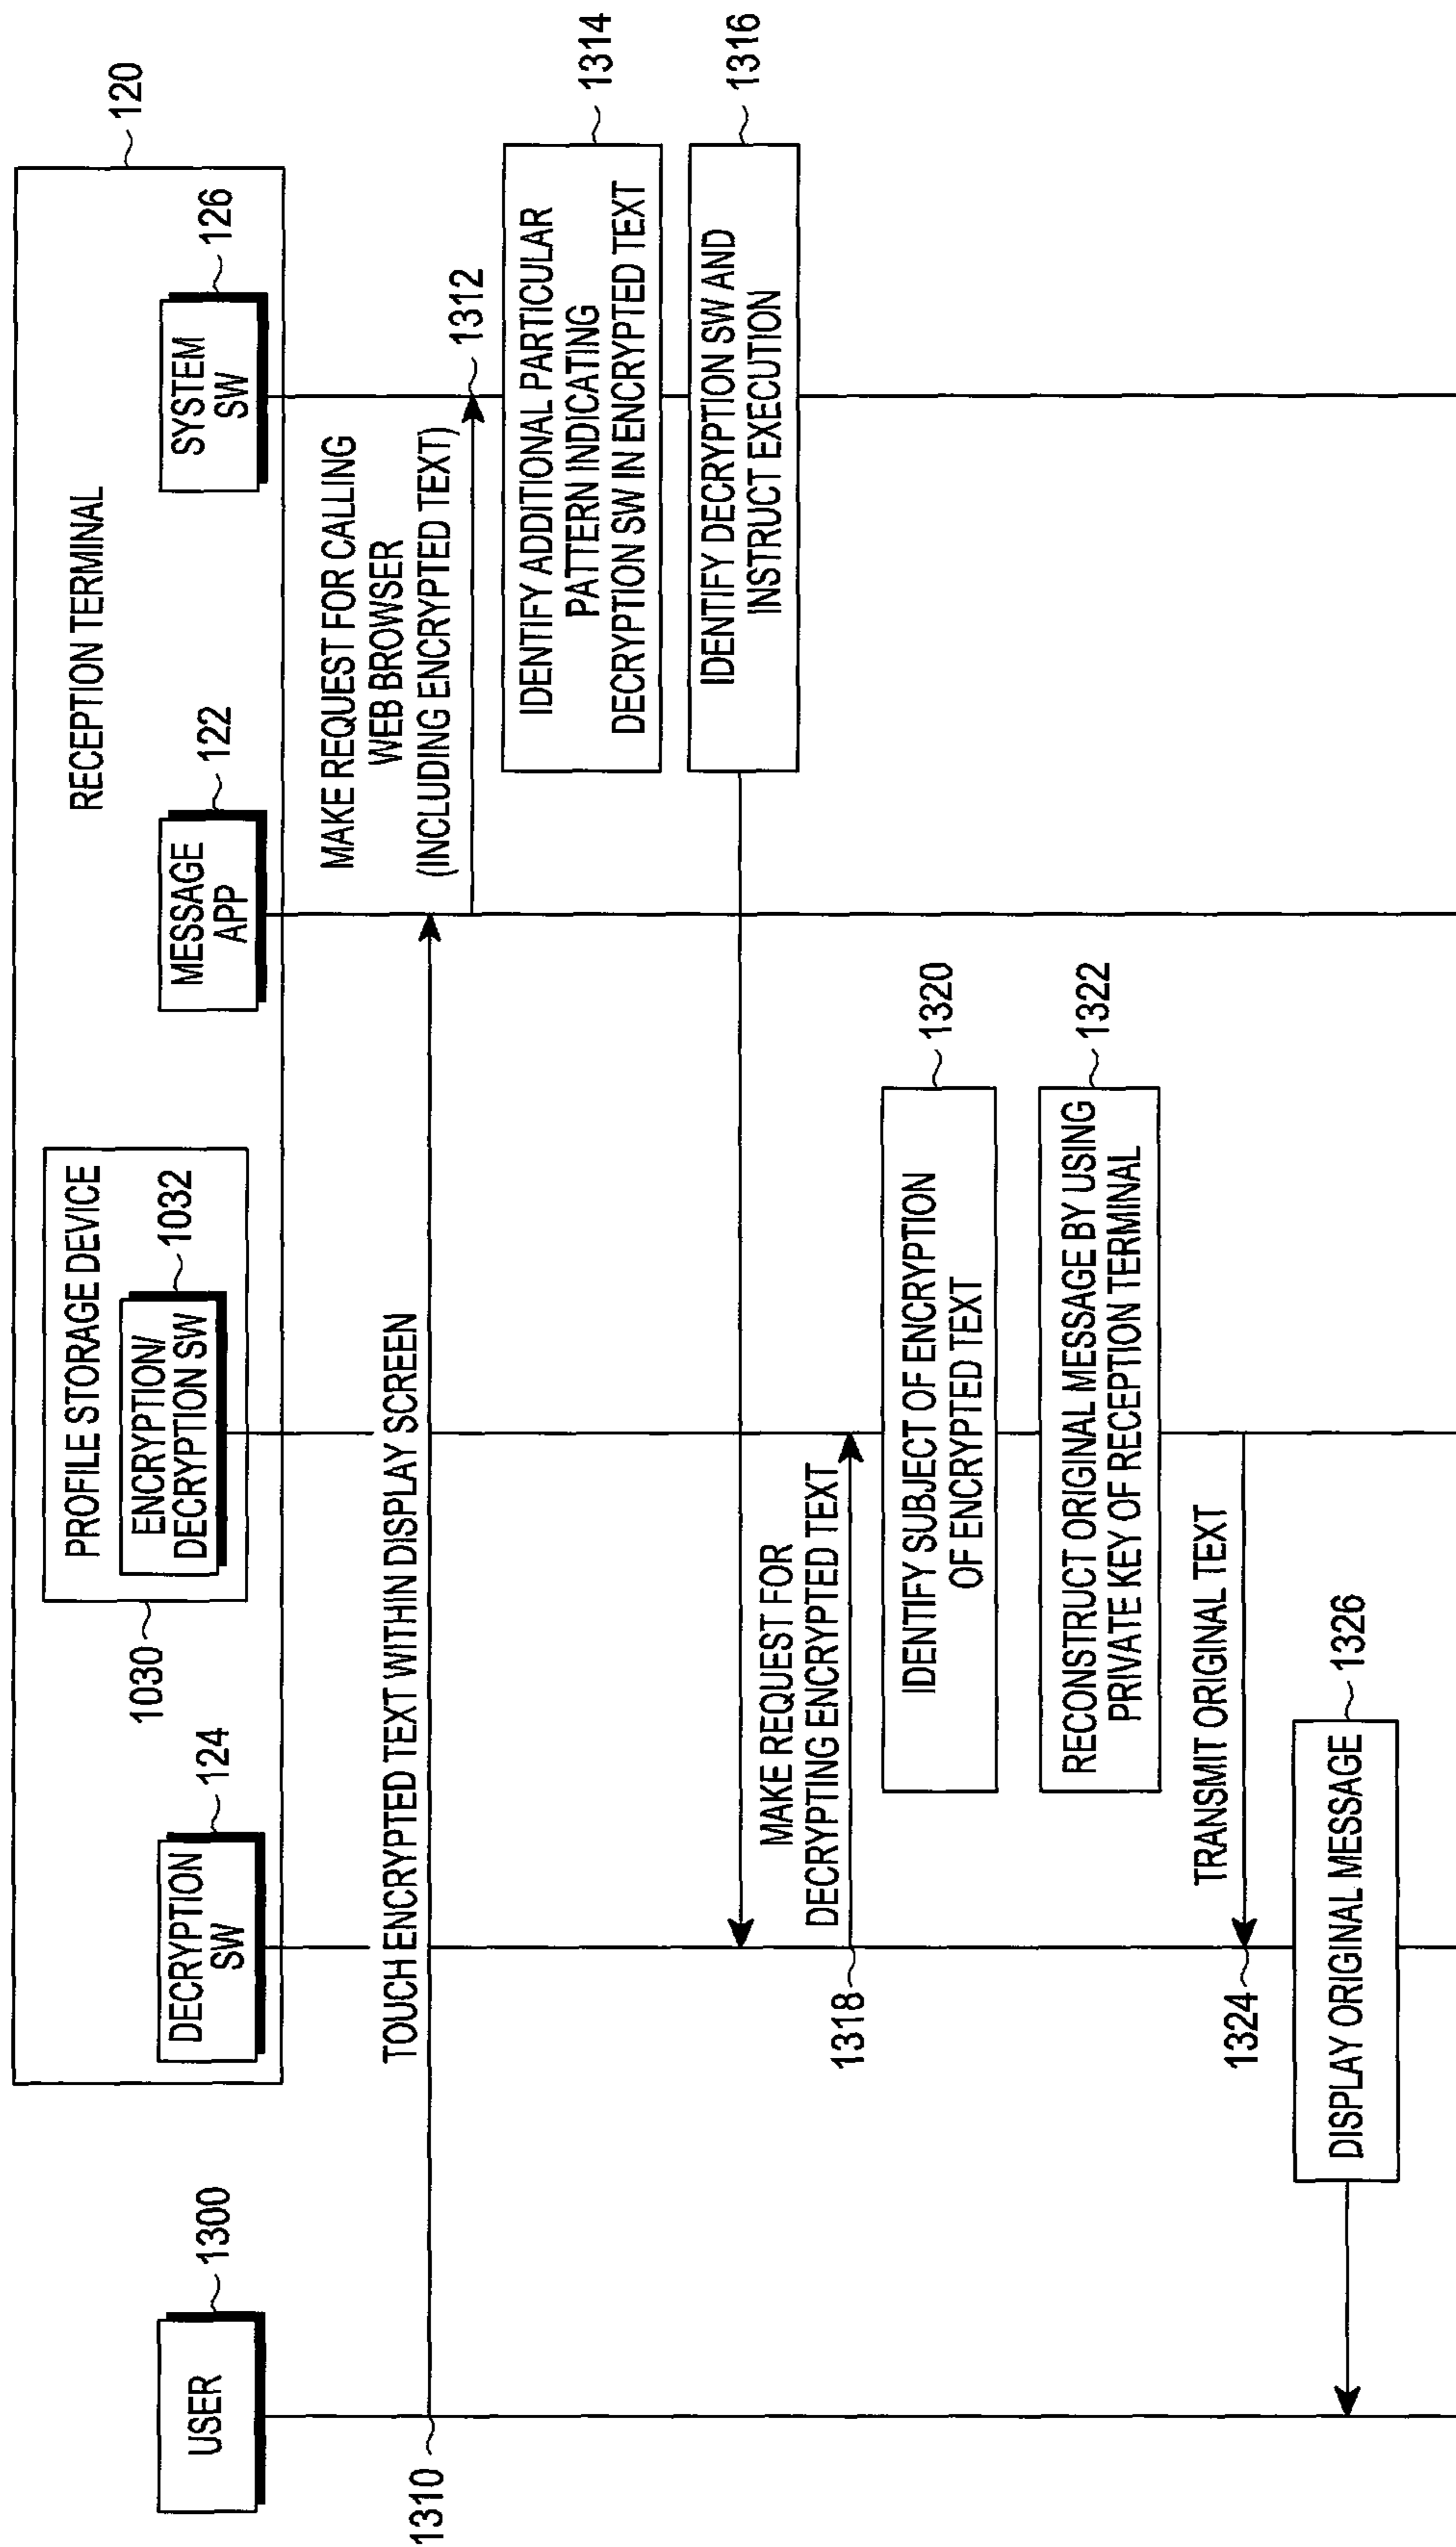 RECEPTION TERMINAL
120
USER
1300
DECRYPTION
SW
124
PROFILE STORAGE DEVICE
1030
ENCRYPTION/
DECRYPTION SW
1032
MESSAGE
APP
122
SYSTEM
SW
126
1310
TOUCH ENCRYPTED TEXT WITHIN DISPLAY SCREEN
MAKE REQUEST FOR CALLING
WEB BROWSER
(INCLUDING ENCRYPTED TEXT)
1312
IDENTIFY ADDITIONAL PARTICULAR
PATTERN INDICATING
DECRYPTION SW IN ENCRYPTED TEXT
1314
IDENTIFY DECRYPTION SW AND
INSTRUCT EXECUTION
1316
MAKE REQUEST FOR
DECRYPTING ENCRYPTED TEXT
1318
IDENTIFY SUBJECT OF ENCRYPTION
OF ENCRYPTED TEXT
1320
RECONSTRUCT ORIGINAL MESSAGE BY USING
PRIVATE KEY OF RECEPTION TERMINAL
1322
TRANSMIT ORIGINAL TEXT
1324
DISPLAY ORIGINAL MESSAGE
1326